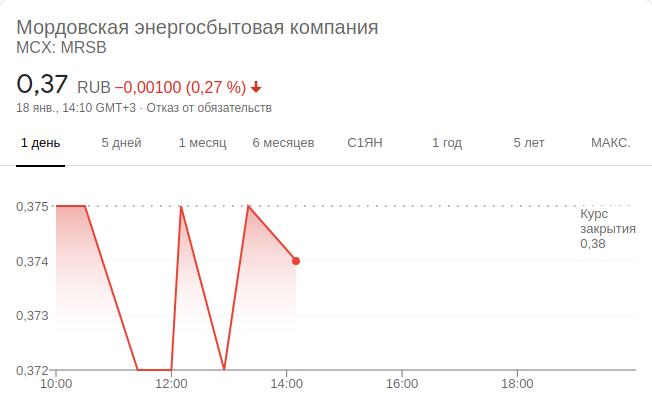 Мордовская энергосбытовая компания
MCX: MRSB
0,37 RUB −0,00100 (0,27 %)
18 янв., 14:10 GMT+3 · Отказ от обязательств
1 день 5 дней 1 месяц 6 месяцев С1ЯН 1 год 5 лет МАКС.
0,375
Курс
закрытия
0,38
0,374
0,373
0,372
10:00 12:00 14:00 16:00 18:00